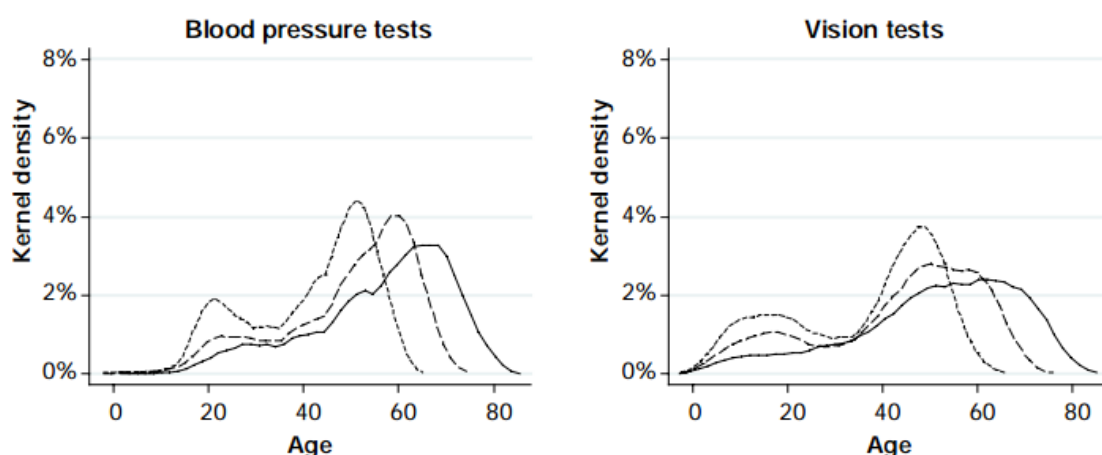 Blood pressure tests
8%
6%
4%
2%
0%
Kernel density
0 20 40 60 80
Age
Vision tests
8%
6%
4%
2%
0%
Kernel density
0 20 40 60 80
Age